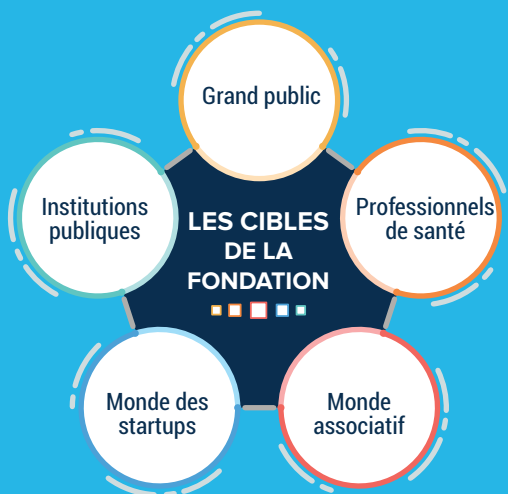 Grand public
Institutions
publiques
LES CIBLES
DE LA
FONDATION
Professionnels
de santé
Monde des
startups
Monde
associatif